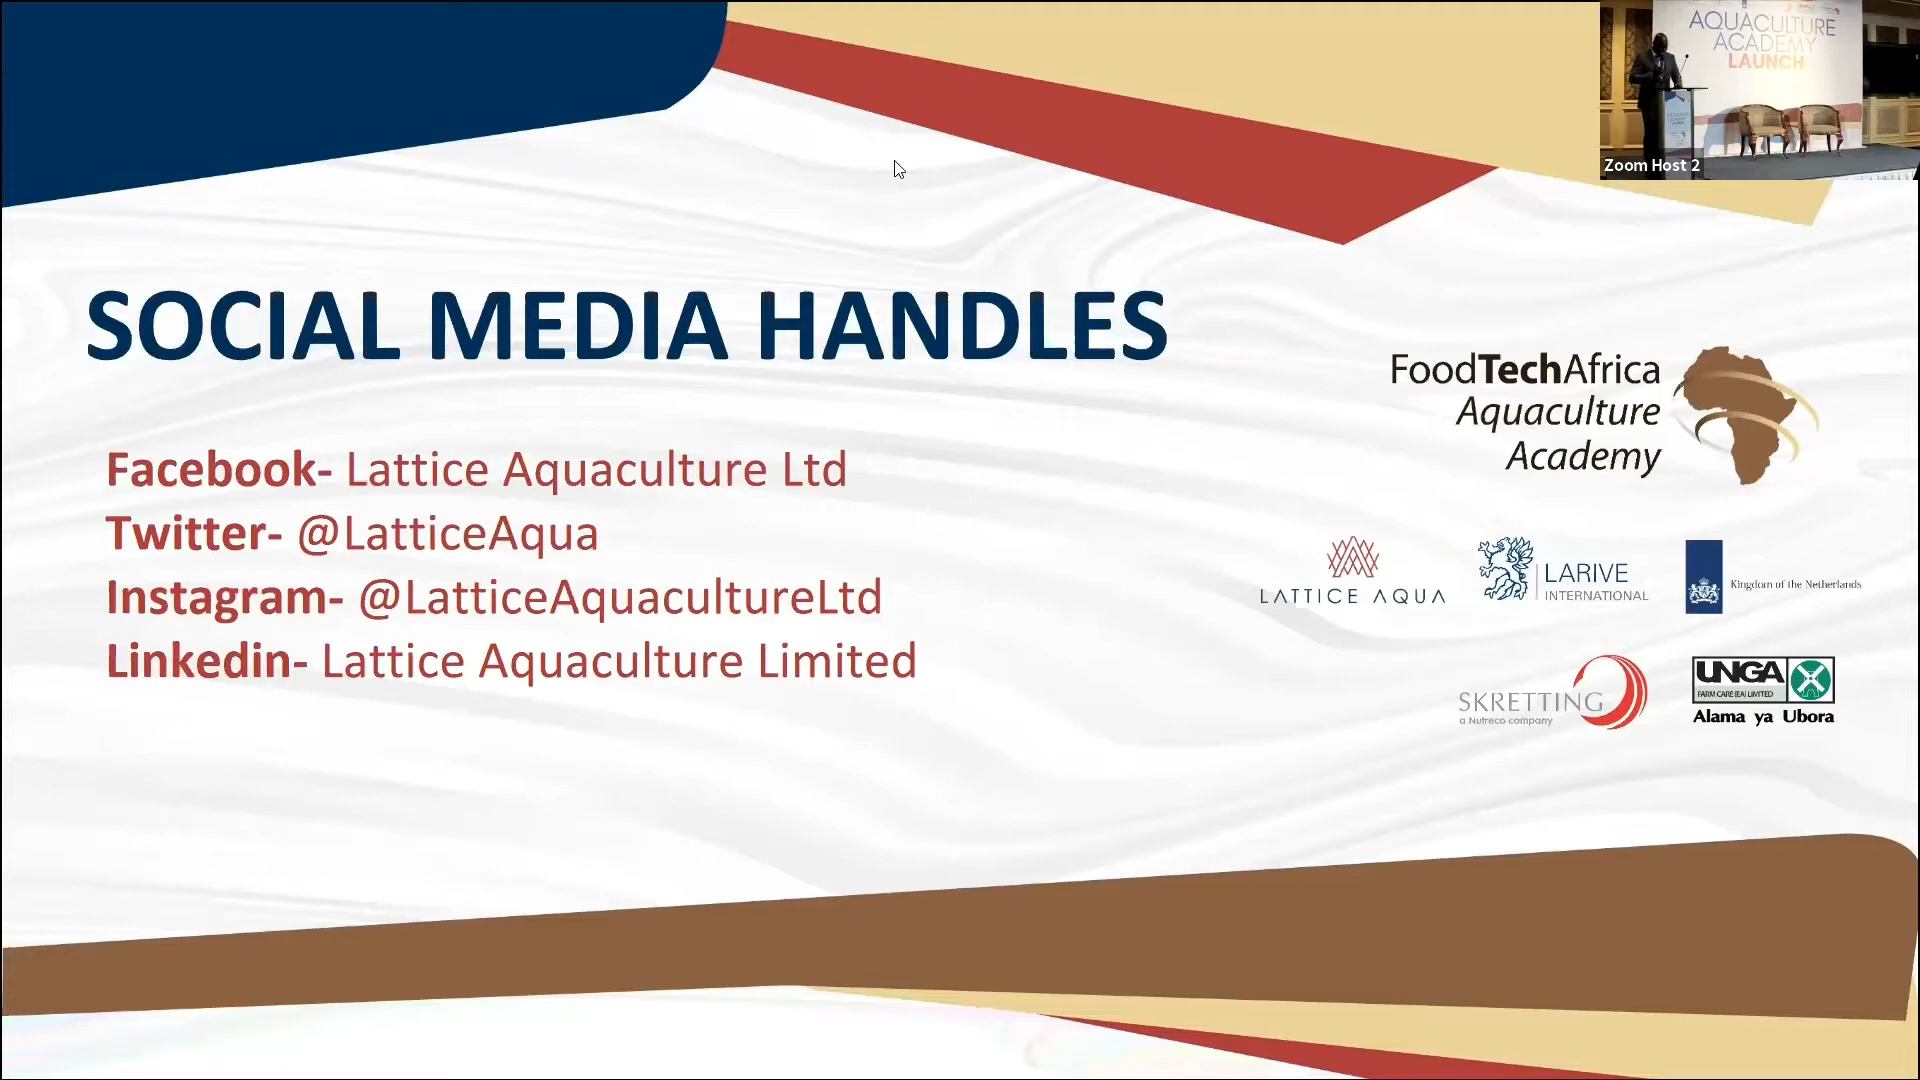 AQUACULTURE
ACADEMY
LAUNCH
Zoom Host 2
SOCIAL MEDIA HANDLES
Facebook- Lattice Aquaculture Ltd
Twitter- @LatticeAqua
Instagram- @LatticeAquacultureLtd
Linkedin- Lattice Aquaculture Limited
FoodTechAfrica
Aquaculture
Academy
LATTICE AQUA
LARIVE
INTERNATIONAL
Kingdom of the Netherlands
SKRETTING
a Nutreco company
UNGA
FARM CARE (EA) LIMITED
Alama ya Ubora